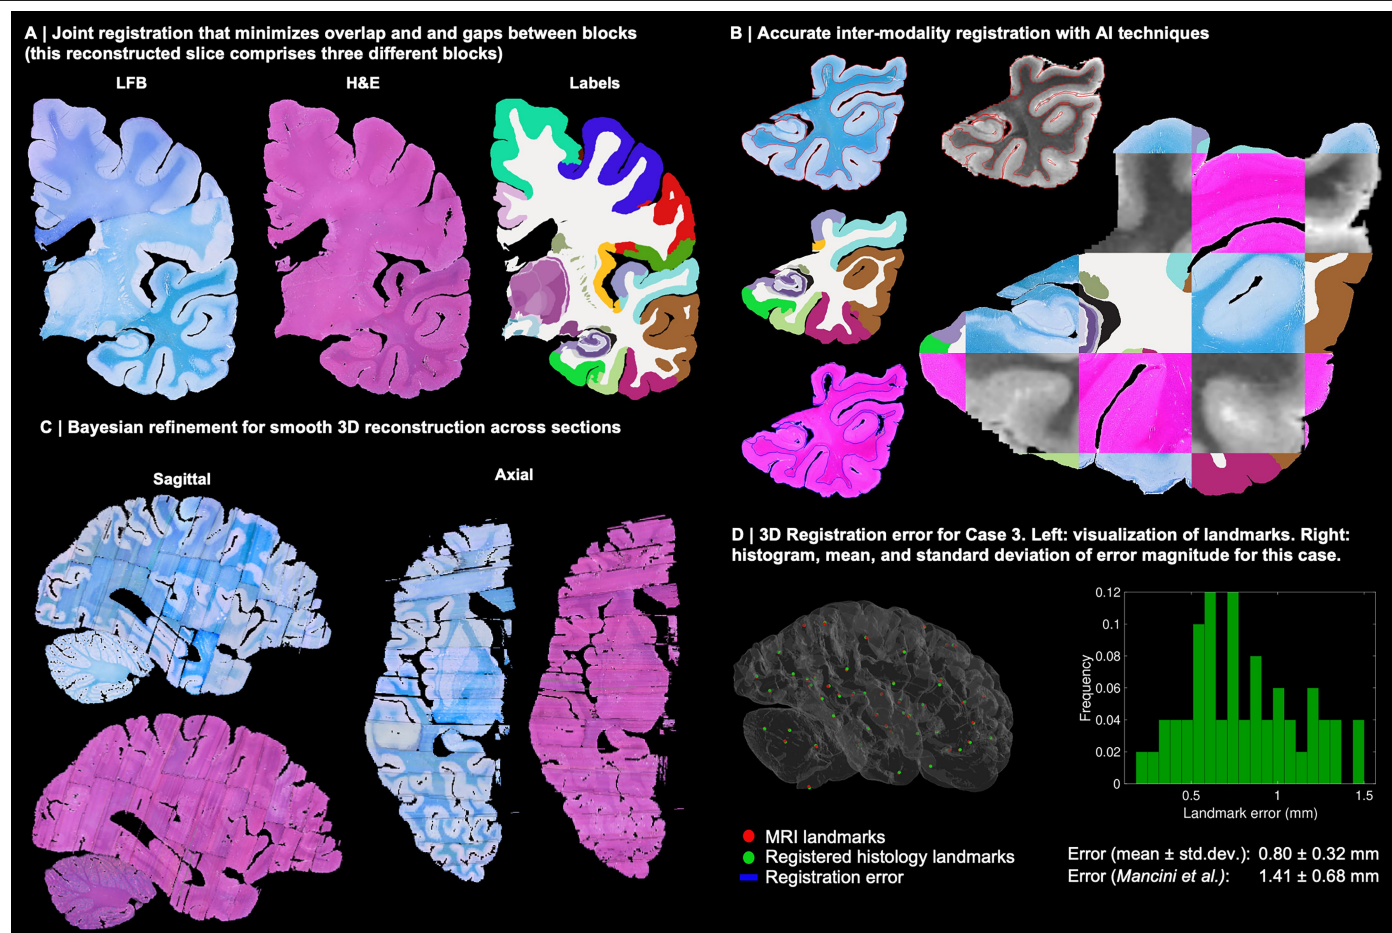 A | Joint registration that minimizes overlap and and gaps between blocks
(this reconstructed slice comprises three different blocks)
LFB
H&E
Labels
B | Accurate inter-modality registration with AI techniques
C | Bayesian refinement for smooth 3D reconstruction across sections
Sagittal
Axial
D | 3D Registration error for Case 3. Left: visualization of landmarks. Right:
histogram, mean, and standard deviation of error magnitude for this case.
MRI landmarks
Registered histology landmarks
Registration error
Frequency
0.12
0.1
0.08
0.06
0.04
0.02
0
0.5
1
1.5
Landmark error (mm)
Error (mean ± std.dev.): 0.80 ± 0.32 mm
Error (Mancini et al.): 1.41 ± 0.68 mm